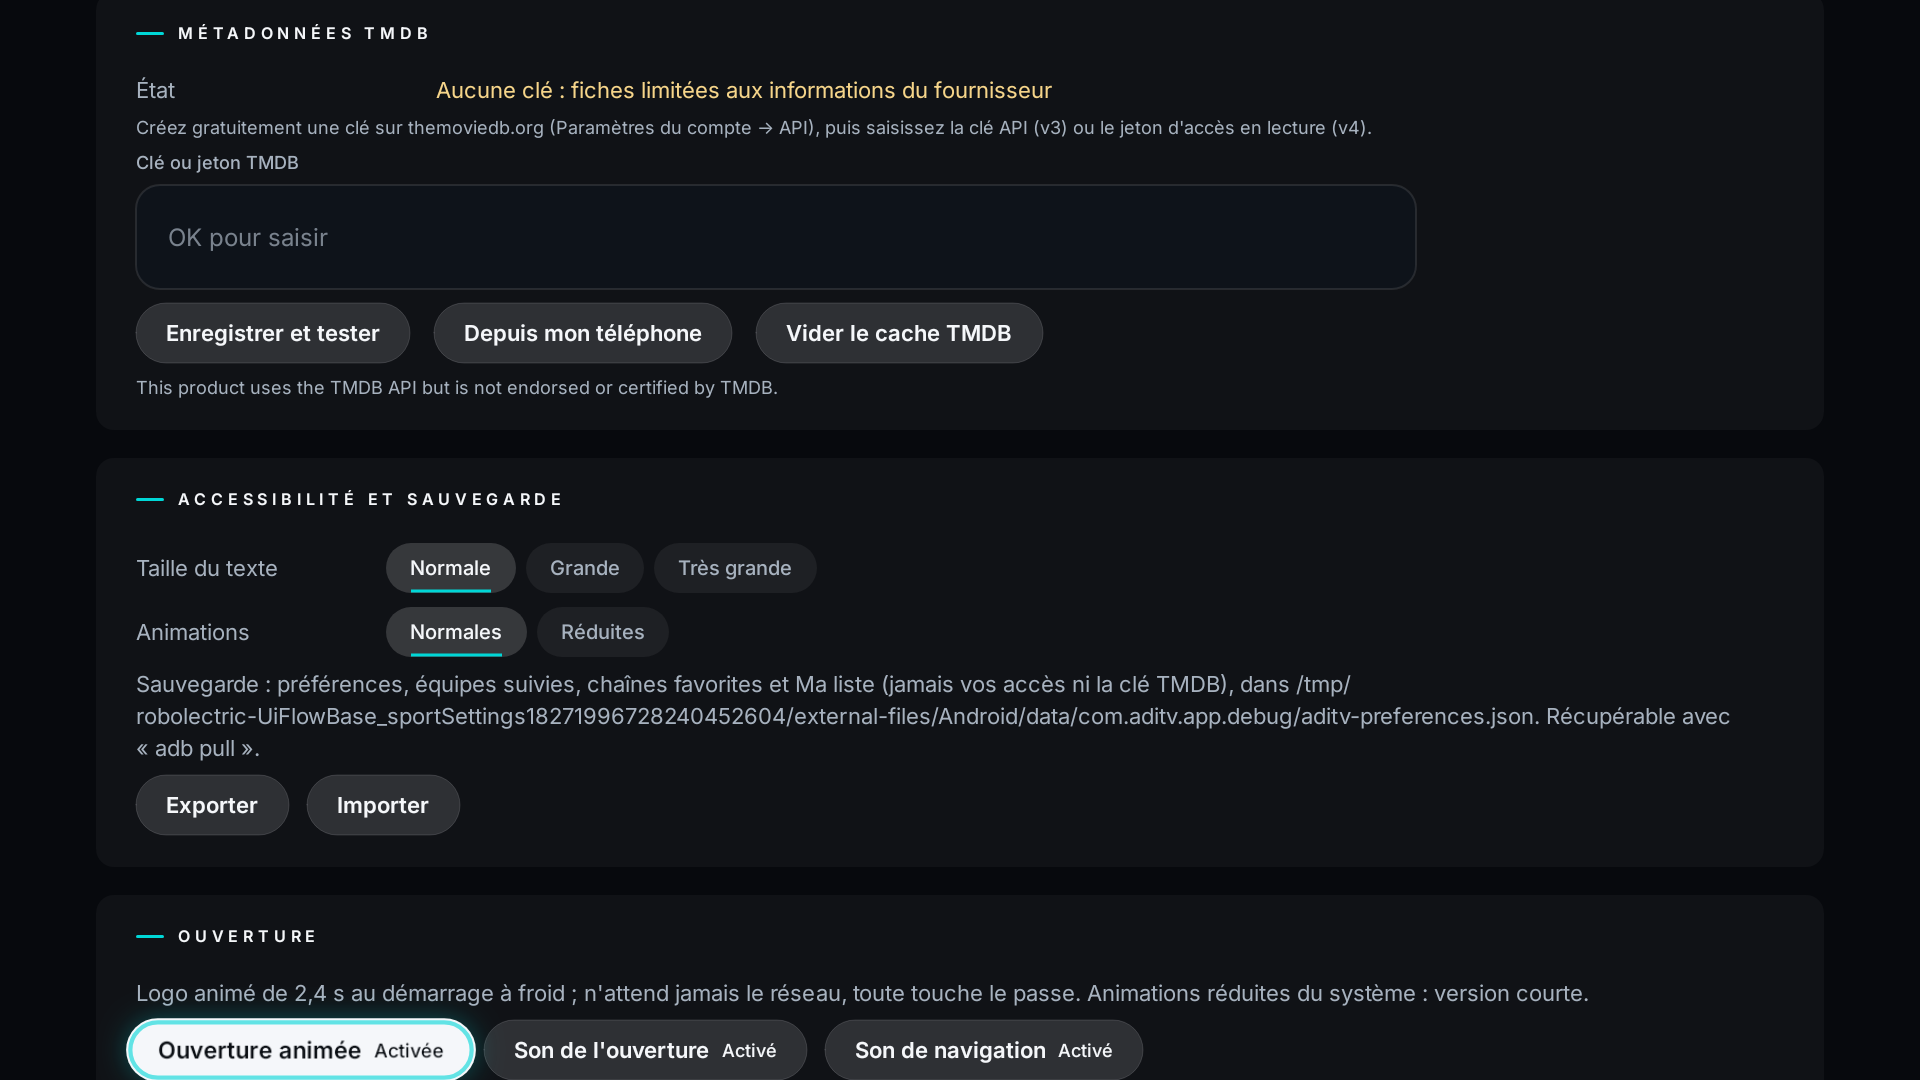 MÉTADONNÉES TMDB
État Aucune clé : fiches limitées aux informations du fournisseur
Créez gratuitement une clé sur themoviedb.org (Paramètres du compte → API), puis saisissez la clé API (v3) ou le jeton d'accès en lecture (v4).
Clé ou jeton TMDB
OK pour saisir
Enregistrer et tester Depuis mon téléphone Vider le cache TMDB
This product uses the TMDB API but is not endorsed or certified by TMDB.
ACCESSIBILITÉ ET SAUVEGARDE
Taille du texte Normale Grande Très grande
Animations Normales Réduites
Sauvegarde : préférences, équipes suivies, chaînes favorites et Ma liste (jamais vos accès ni la clé TMDB), dans /tmp/
robolectric-UiFlowBase_sportSettings18271996728240452604/external-files/Android/data/com.aditv.app.debug/aditv-preferences.json. Récupérable avec
« adb pull ».
Exporter Importer
OUVERTURE
Logo animé de 2,4 s au démarrage à froid ; n'attend jamais le réseau, toute touche le passe. Animations réduites du système : version courte.
Ouverture animée Activée Son de l'ouverture Activé Son de navigation Activé